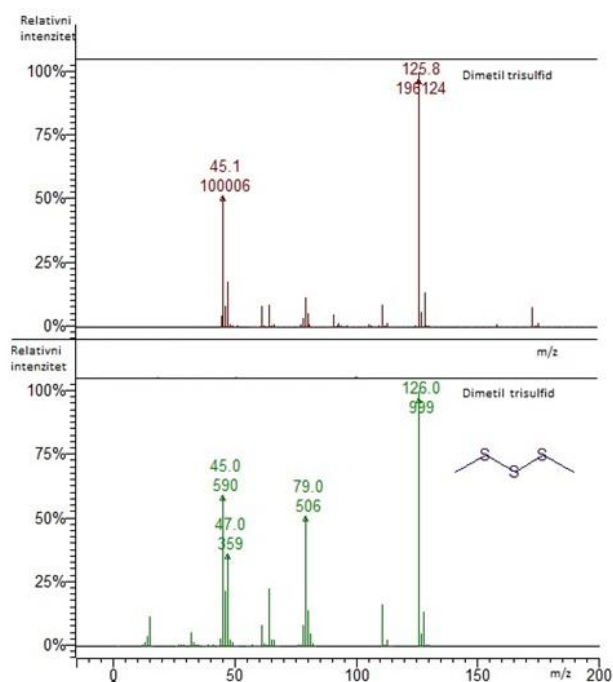 Relativni
intenzitet
100%
75%
50%
25%
0%
125.8
196124
Dimetil trisulfid
45.1
100006
m/z
Relativni
intenzitet
100%
75%
50%
25%
0%
126.0
999
Dimetil trisulfid
45.0
590
47.0
359
79.0
506
S S
S
0 50 100 150 200
m/z